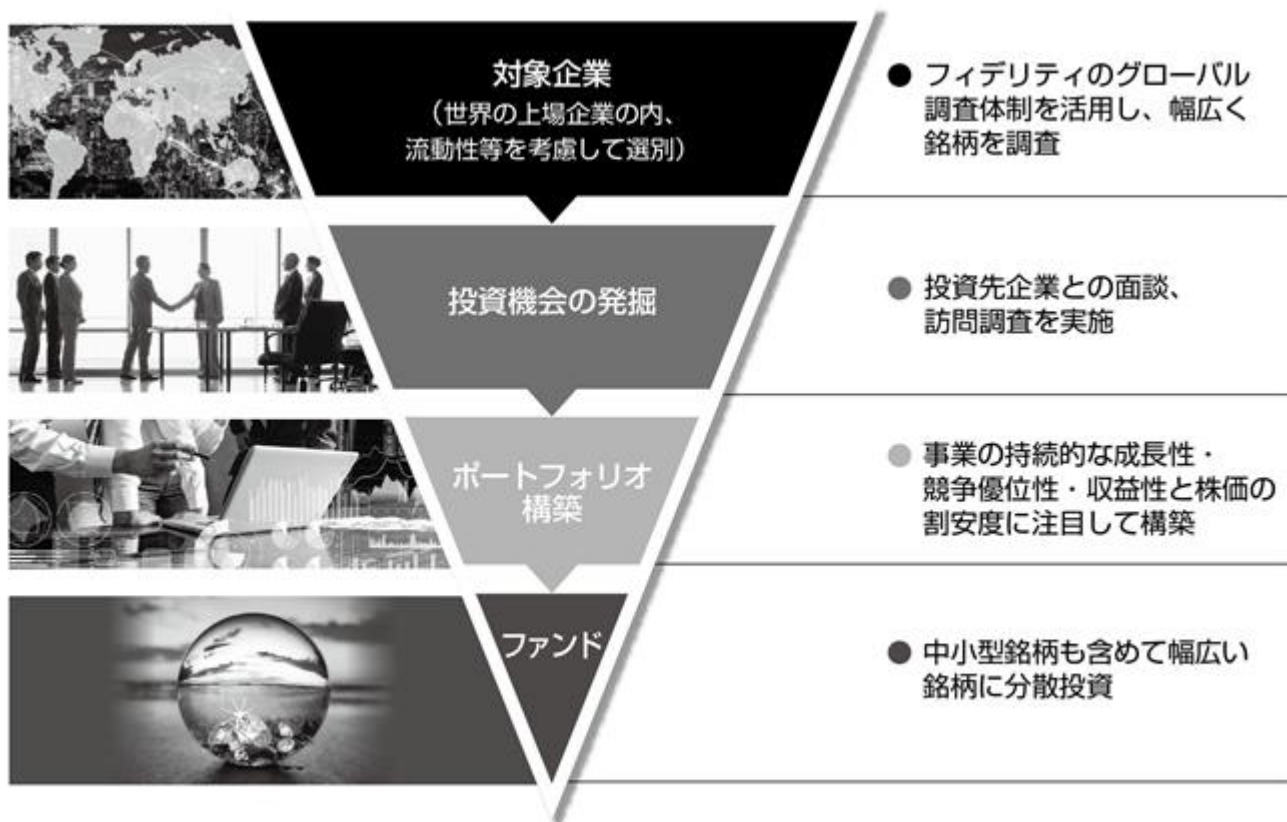 対象企業
（世界の上場企業の内、
流動性等を考慮して選別）
● フィデリティのグローバル
調査体制を活用し、幅広く
銘柄を調査
投資機会の発掘
● 投資先企業との面談、
訪問調査を実施
ポートフォリオ
構築
● 事業の持続的な成長性・
競争優位性・収益性と株価の
割安度に注目して構築
ファンド
● 中小型銘柄も含めて幅広い
銘柄に分散投資